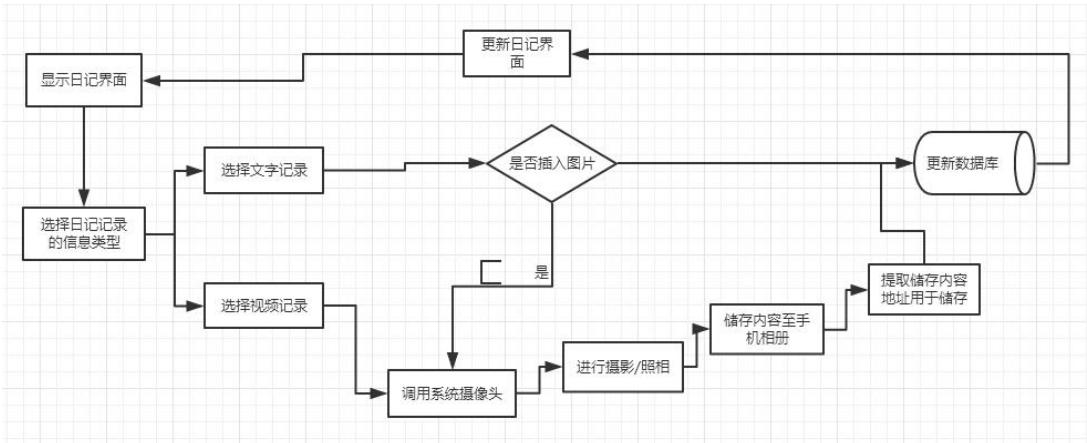 更新日记界
面
显示日记界面
选择文字记录
是否插入图片
更新数据库
选择日记记录
的信息类型
是
提取储存内容
地址用于储存
选择视频记录
储存内容至手
机相册
进行摄影/照相
调用系统摄像头